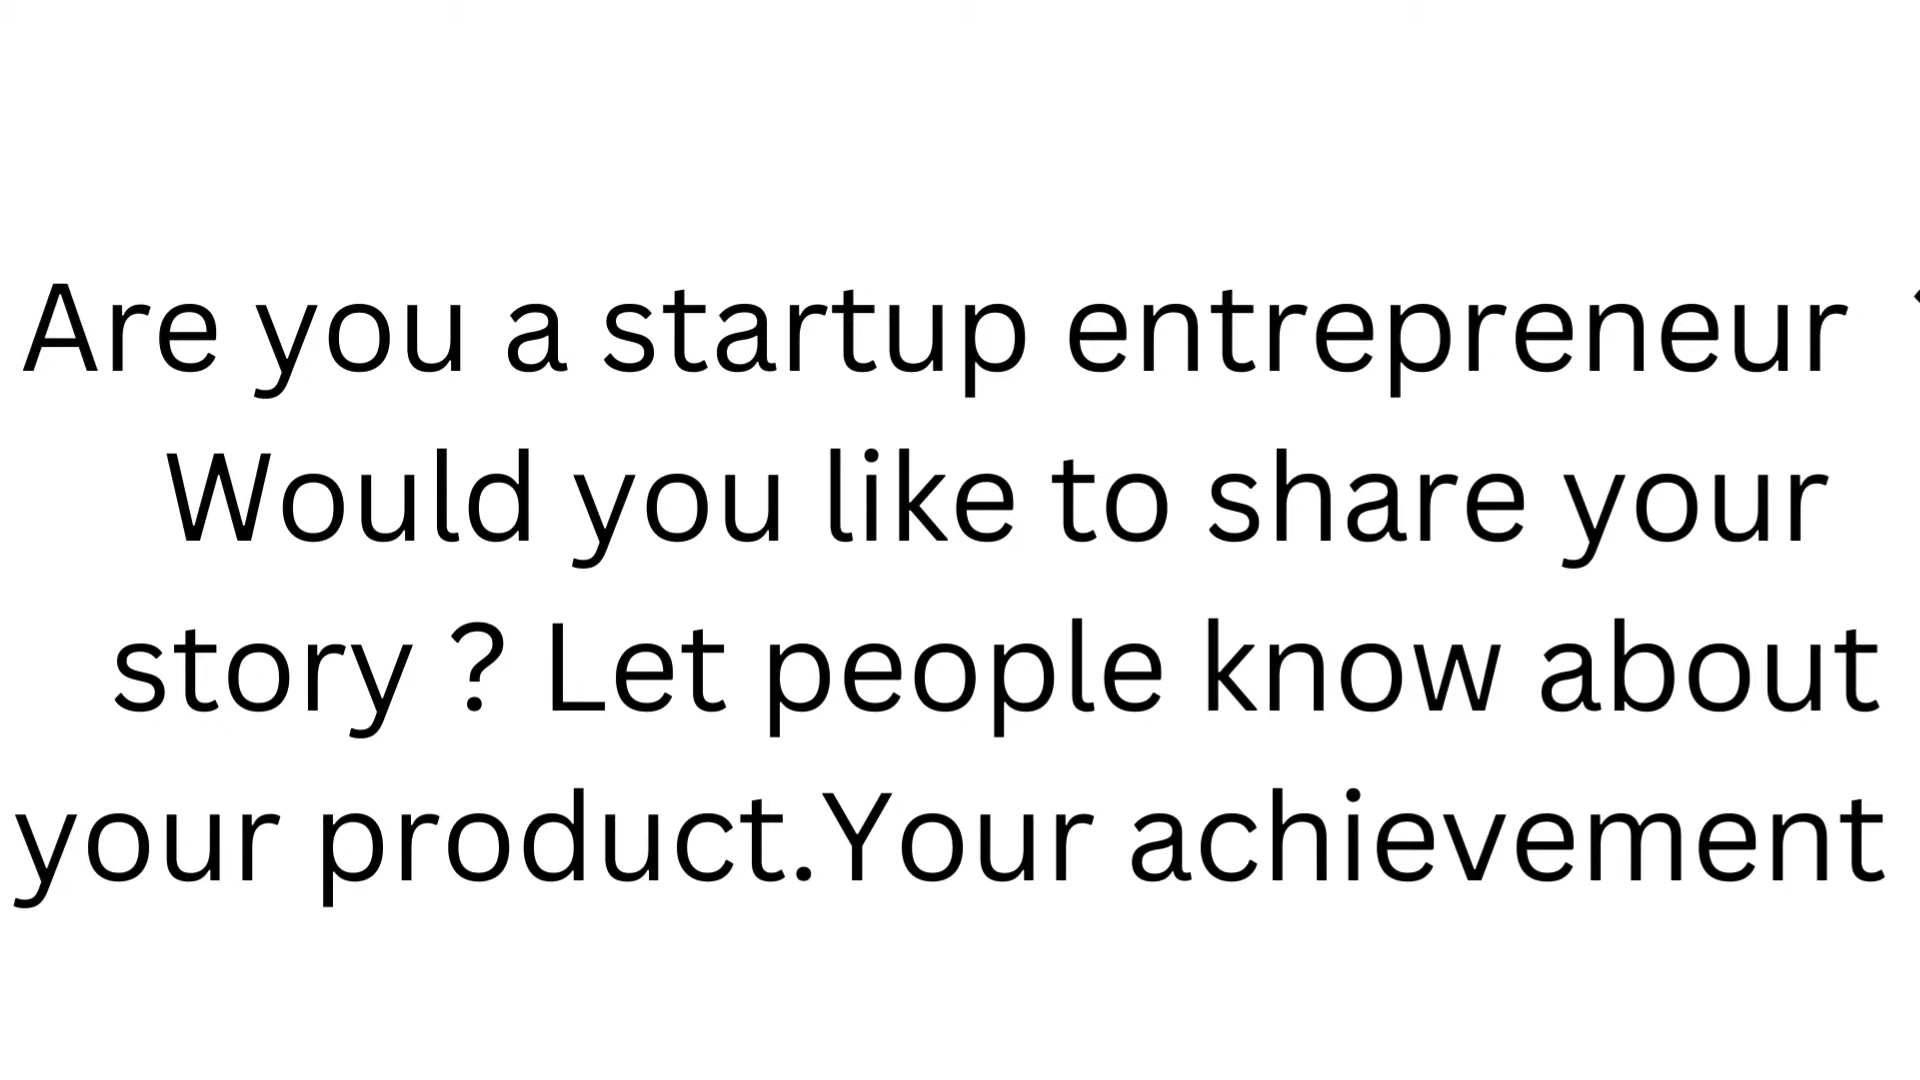 Are you a startup entrepreneur
Would you like to share your
story ? Let people know about
your product.Your achievement